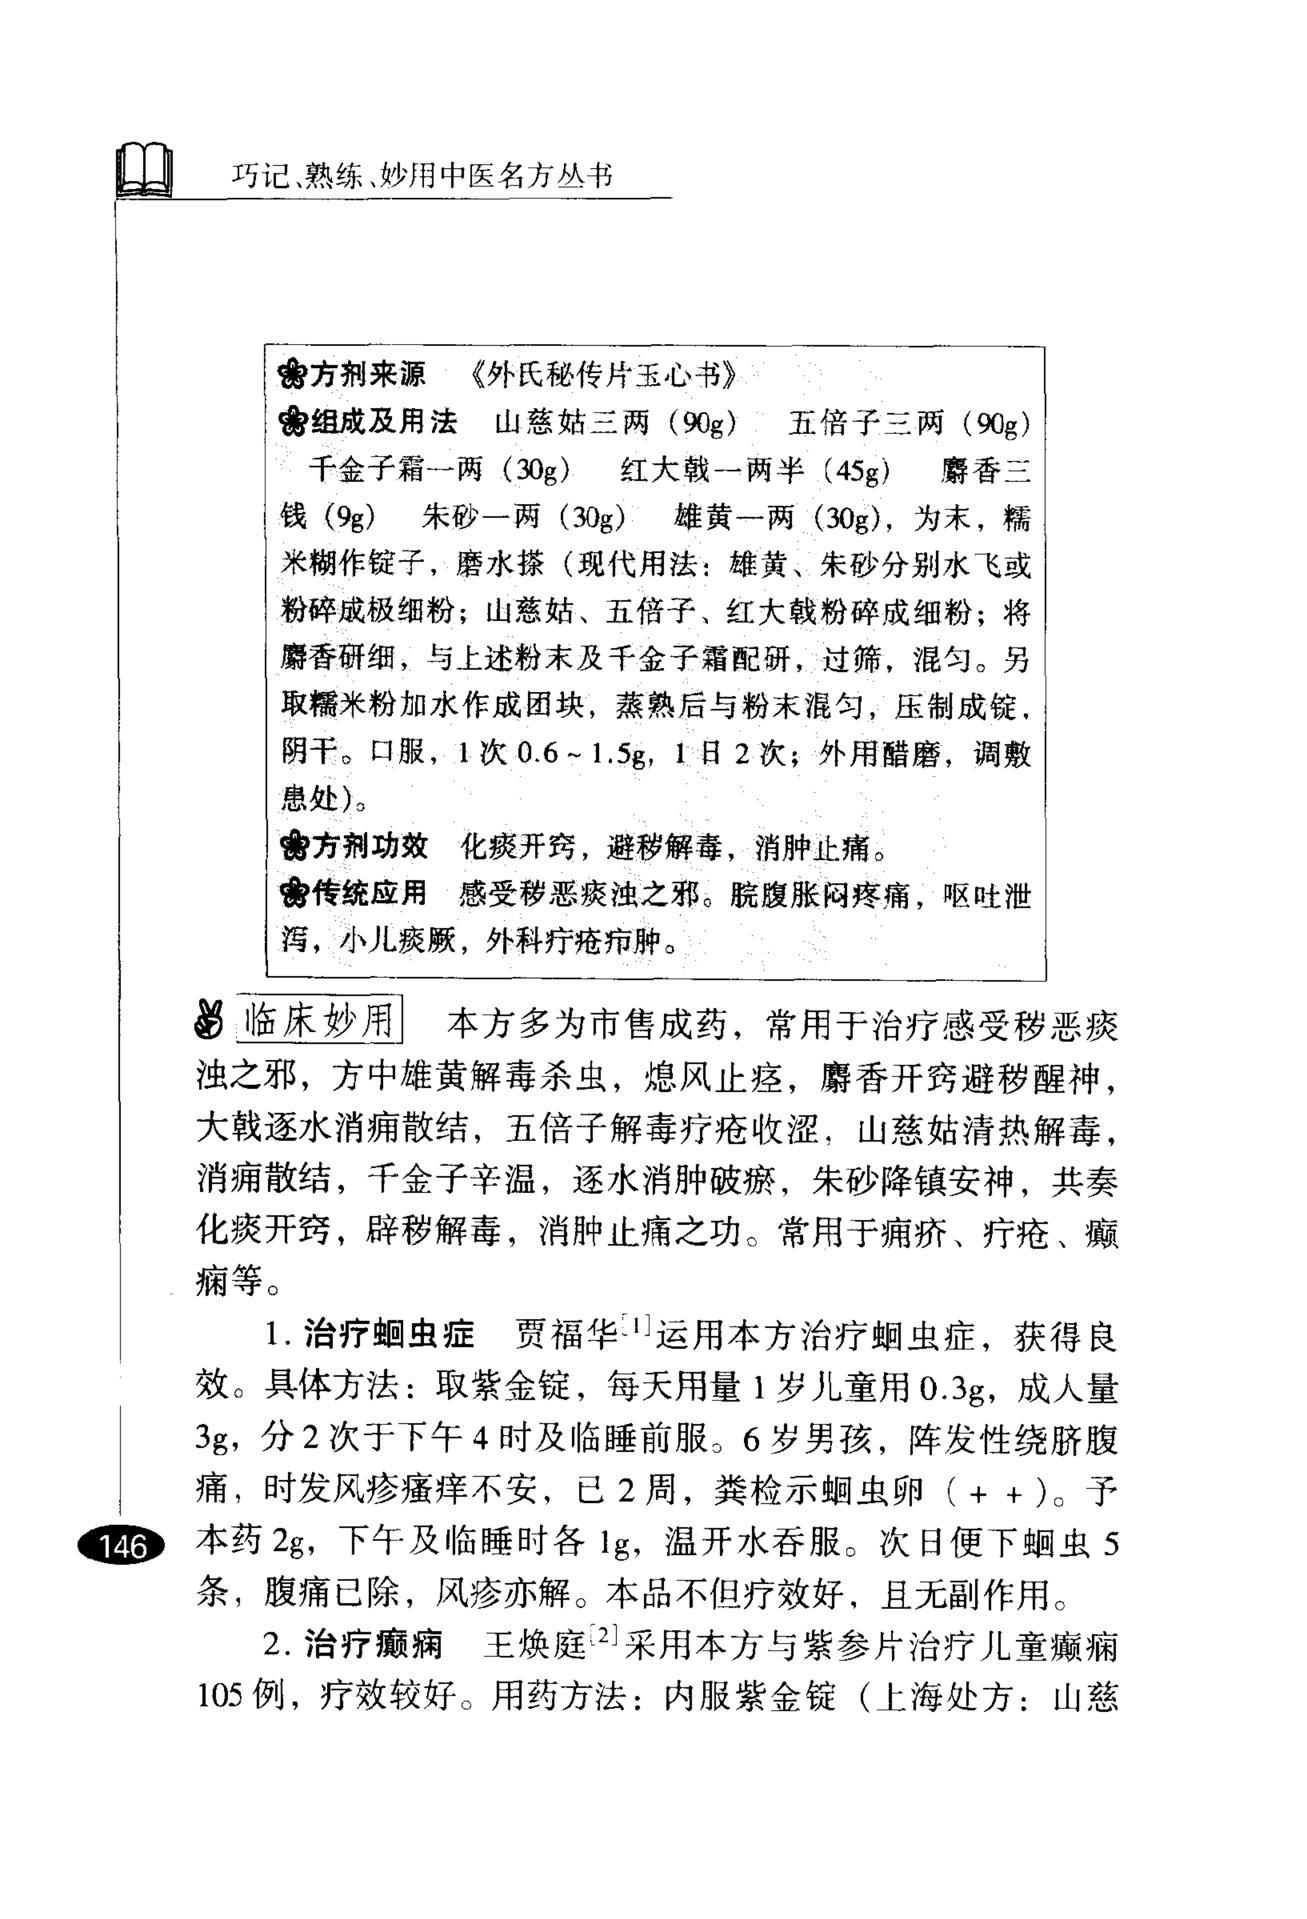 巧记、熟练、妙用中医名方丛书
方剂来源 《外氏秘传片玉心书》
组成及用法 山慈姑三两（90g） 五倍子三两（90g）
千金子霜一两（30g） 红大戟一两半（45g） 麝香三
钱（9g） 朱砂一两（30g） 雄黄一两（30g），为末，糯
米糊作锭子，磨水搽（现代用法：雄黄、朱砂分别水飞或
粉碎成极细粉；山慈姑、五倍子、红大戟粉碎成细粉；将
麝香研细，与上述粉末及千金子霜配研，过筛，混匀。另
取糯米粉加水作成团块，蒸熟后与粉末混匀，压制成锭，
阴干。口服，1次0.6～1.5g，1日2次；外用醋磨，调敷
患处）。
方剂功效 化痰开窍，避秽解毒，消肿止痛。
传统应用 感受秽恶痰浊之邪。脘腹胀闷疼痛，呕吐泄
泻，小儿痰厥，外科疔疮疖肿。
临床妙用 本方多为市售成药，常用于治疗感受秽恶痰
浊之邪，方中雄黄解毒杀虫，熄风止痉，麝香开窍避秽醒神，
大戟逐水消痈散结，五倍子解毒疗疮收涩，山慈姑清热解毒，
消痈散结，千金子辛温，逐水消肿破瘀，朱砂降镇安神，共奏
化痰开窍，辟秽解毒，消肿止痛之功。常用于痈疥、疔疮、癫
痫等。
1. 治疗蛔虫症 贾福华[1]运用本方治疗蛔虫症，获得良
效。具体方法：取紫金锭，每天用量1岁儿童用0.3g，成人量
3g，分2次于下午4时及临睡前服。6岁男孩，阵发性绕脐腹
痛，时发风疹瘙痒不安，已2周，粪检示蛔虫卵（++）。予
本药2g，下午及临睡时各1g，温开水吞服。次日便下蛔虫5
条，腹痛已除，风疹亦解。本品不但疗效好，且无副作用。
146
2. 治疗癫痫 王焕庭[2]采用本方与紫参片治疗儿童癫痫
105例，疗效较好。用药方法：内服紫金锭（上海处方：山慈